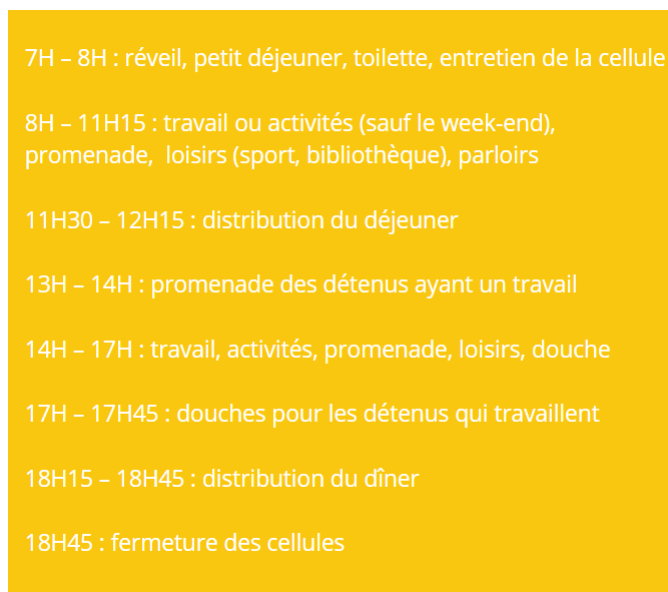 7H – 8H : réveil, petit déjeuner, toilette, entretien de la cellule
8H – 11H15 : travail ou activités (sauf le week-end),
promenade,  loisirs (sport, bibliothèque), parloirs
11H30 – 12H15 : distribution du déjeuner
13H – 14H : promenade des détenus ayant un travail
14H – 17H : travail, activités, promenade, loisirs, douche
17H – 17H45 : douches pour les détenus qui travaillent
18H15 – 18H45 : distribution du dîner
18H45 : fermeture des cellules